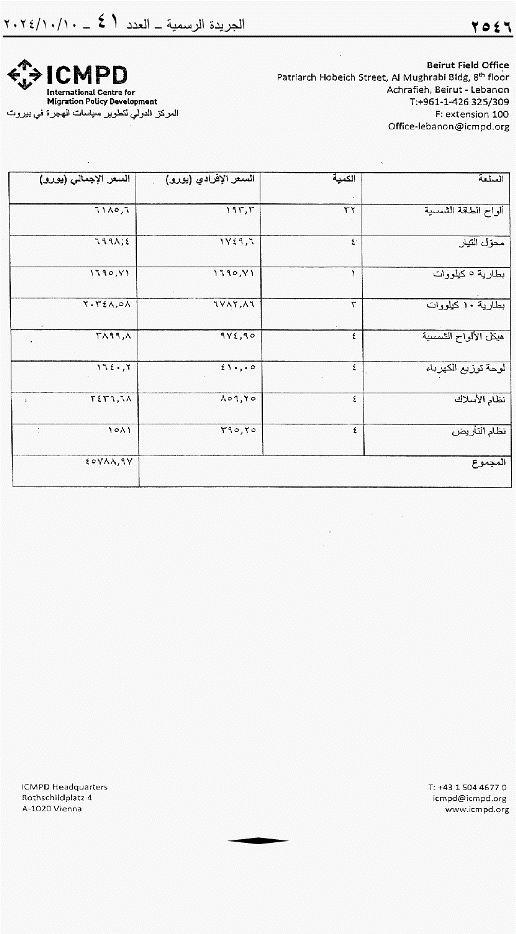 ٢٥٤٦
الجريدة الرسمية – العدد ٤١ – ٢٠٢٤/١٠/١٠
ICMPD
International Centre for
Migration Policy Development
المركز الدولي لتطوير سياسات الهجرة في بيروت
Beirut Field Office
Patriarch Hobeich Street, Al Mughrabi Bldg, 8th floor
Achrafieh, Beirut - Lebanon
T:+961-1-426 325/309
F: extension 100
Office-lebanon@icmpd.org
السلعة الكمية السعر الإفرادي (يورو) السعر الإجمالي (يورو)
ألواح الطاقة الشمسية ٣٢ ١٩٣,٣ ٦١٨٥,٦
محوّل التيار ٤ ١٧٤٩,٦ ٦٩٩٨,٤
بطارية ٥ كيلووات ١ ١٦٩٥,٧١ ١٦٩٥,٧١
بطارية ١٠ كيلووات ٣ ٦٧٨٢,٨٦ ٢٠٣٤٨,٥٨
هيكل الألواح الشمسية ٤ ٩٧٤,٩٥ ٣٨٩٩,٨
لوحة توزيع الكهرباء ٤ ٤١٠,٠٥ ١٦٤٠,٢
نظام الأسلاك ٤ ٨٥٩,٢٥ ٣٤٣٦,٦٨
نظام التأريض ٤ ٣٩٥,٢٥ ١٥٨١
المجموع ٤٥٧٨٨,٩٧
ICMPD Headquarters
Rothschildplatz 4
A-1020 Vienna
T: +43 1 504 4677 0
icmpd@icmpd.org
www.icmpd.org